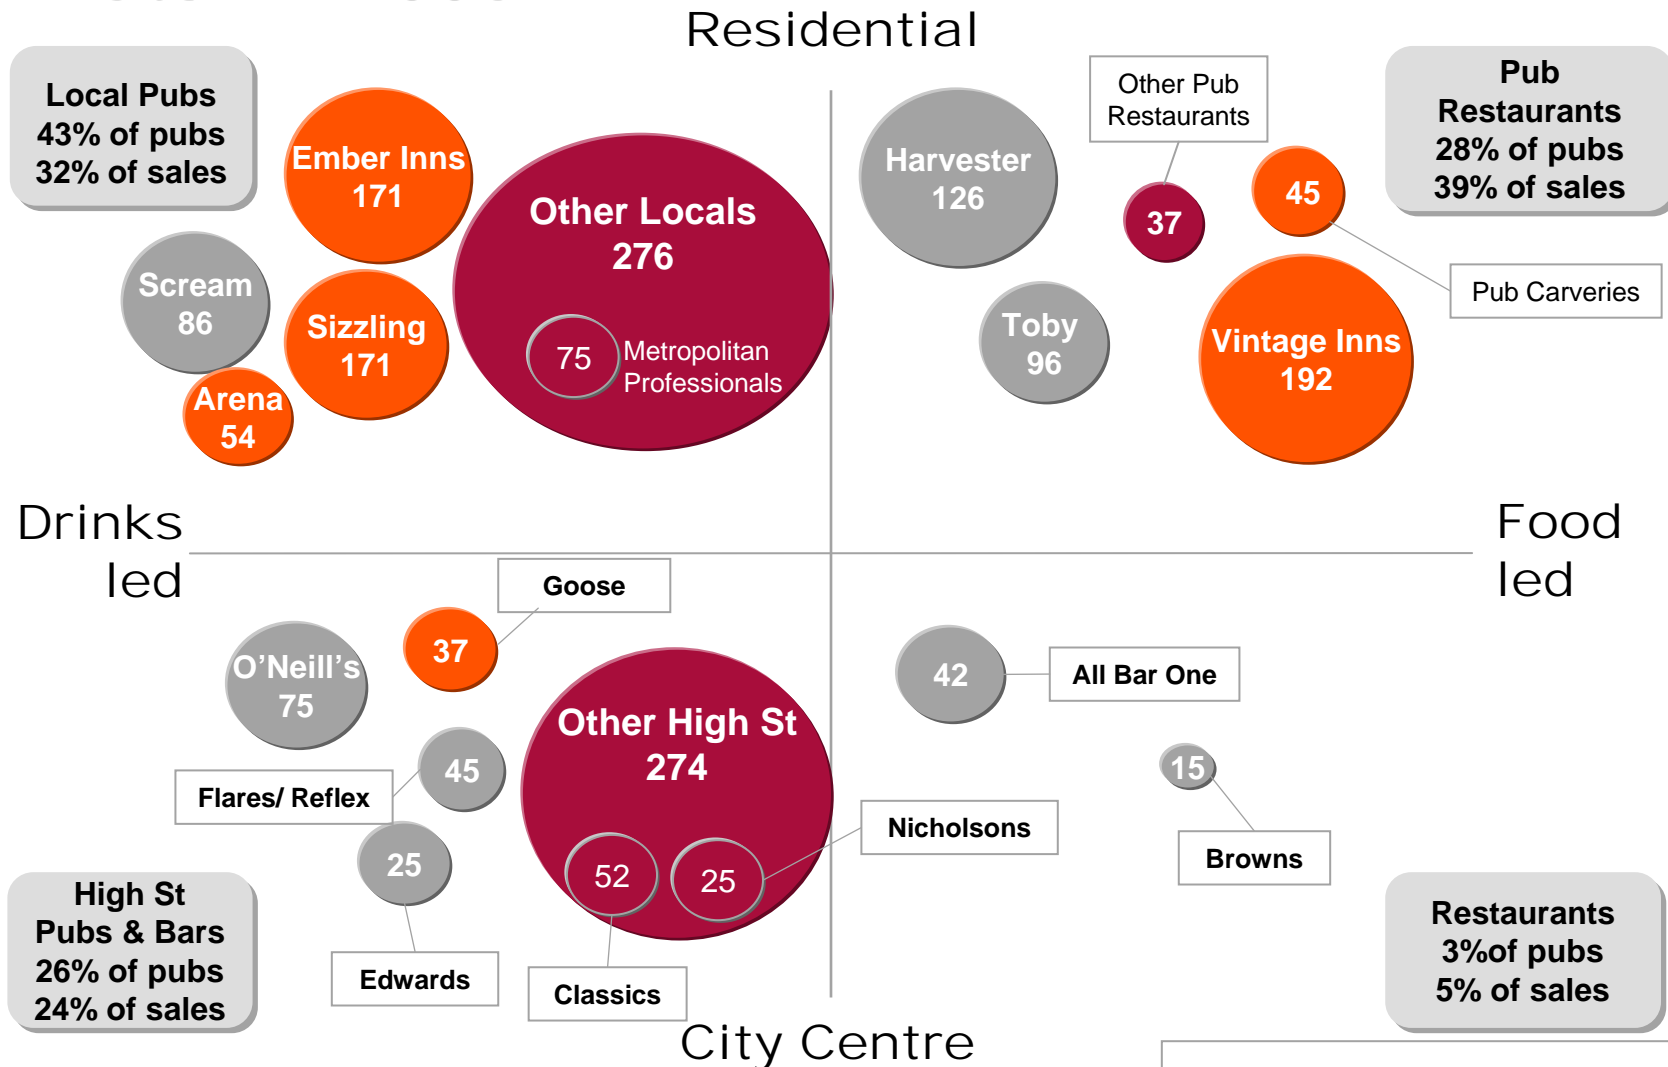 Residential
Local Pubs
43% of pubs
32% of sales
Ember Inns
171
Other Locals
276
Scream
86
Sizzling
171
75
Metropolitan
Professionals
Arena
54
Harvester
126
Other Pub
Restaurants
37
45
Pub
Restaurants
28% of pubs
39% of sales
Pub Carveries
Toby
96
Vintage Inns
192
Drinks
led
Food
led
Goose
37
O’Neill’s
75
Other High St
274
45
Flares/ Reflex
25
52
25
Nicholsons
High St
Pubs & Bars
26% of pubs
24% of sales
Edwards
Classics
42
All Bar One
15
Browns
Restaurants
3%of pubs
5% of sales
City Centre